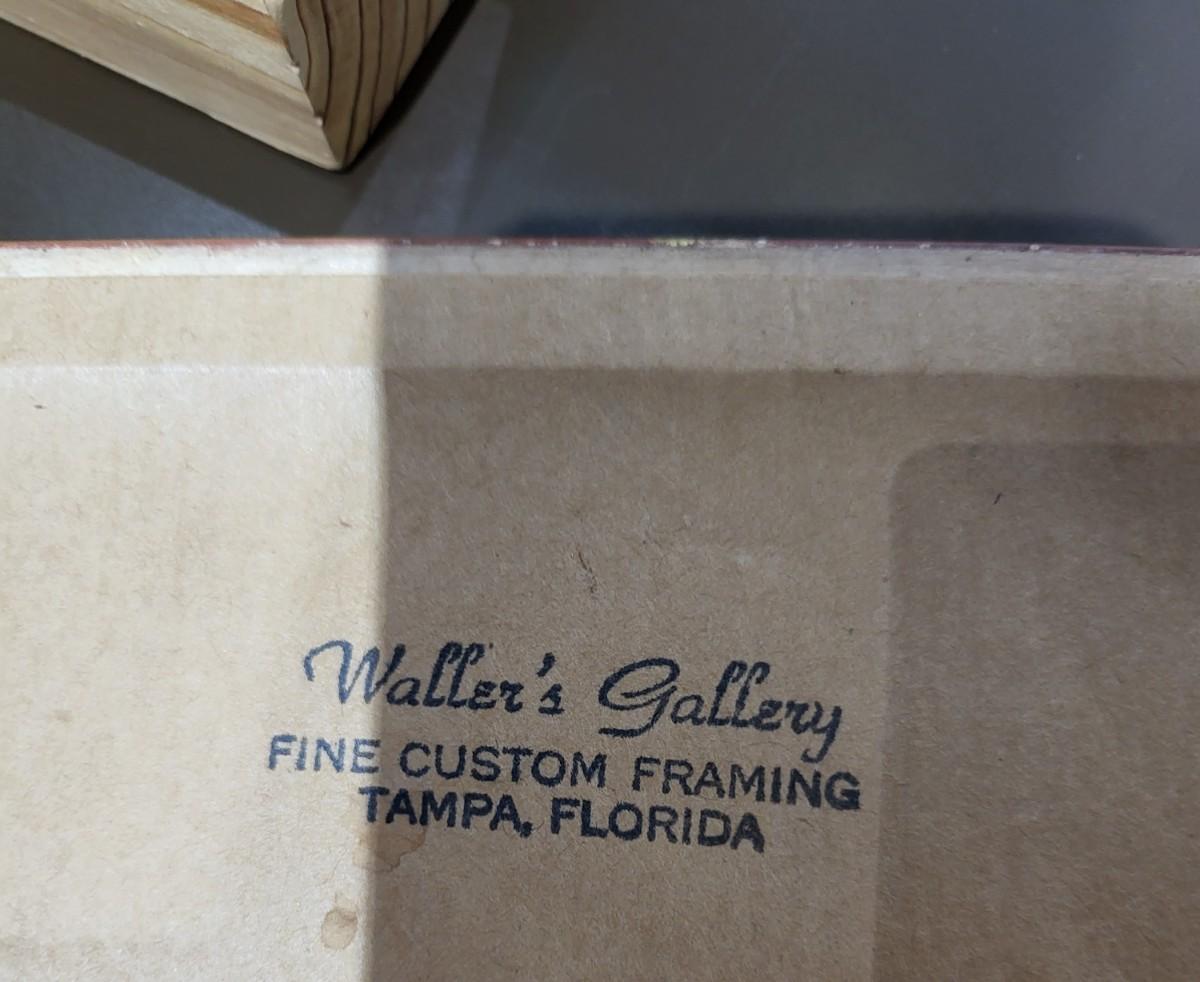 Waller's Gallery
FINE CUSTOM FRAMING
TAMPA, FLORIDA